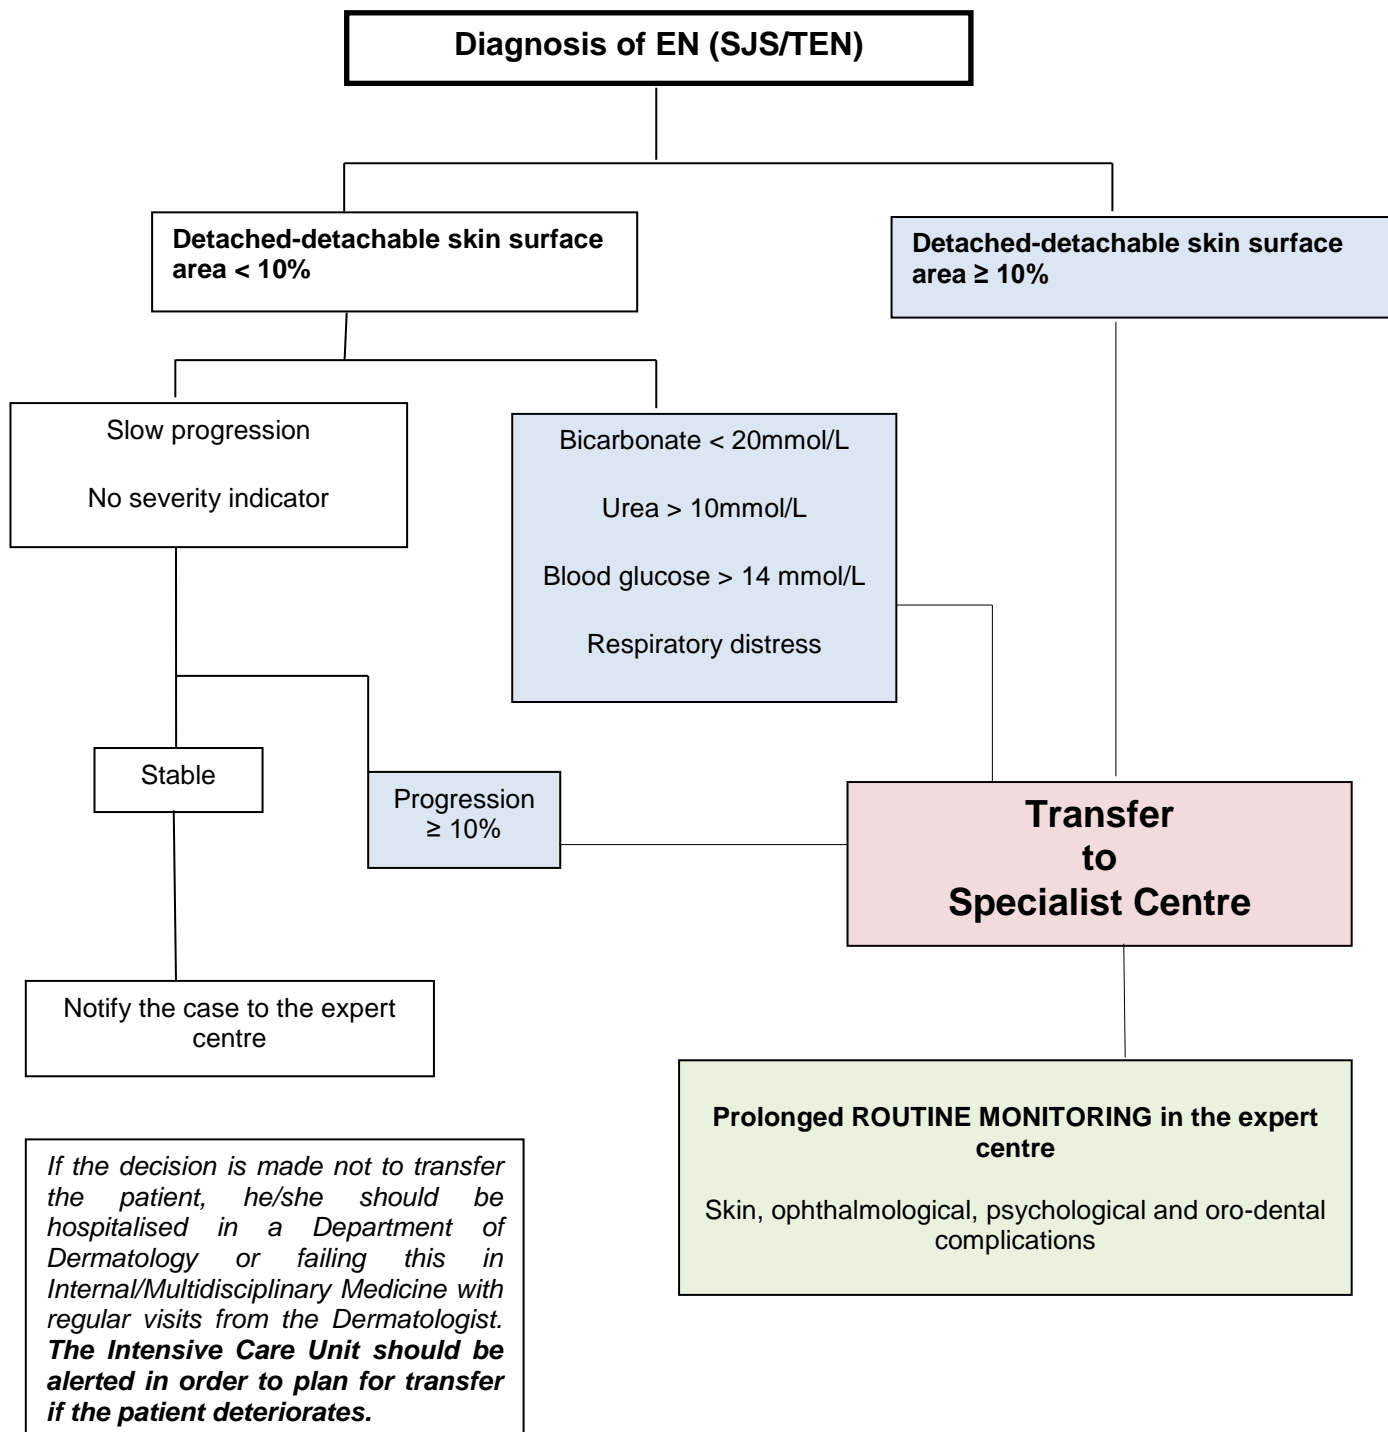 Diagnosis of EN (SJS/TEN)
Detached-detachable skin surface
area < 10%
Detached-detachable skin surface
area ≥ 10%
Slow progression
No severity indicator
Bicarbonate < 20mmol/L
Urea > 10mmol/L
Blood glucose > 14 mmol/L
Respiratory distress
Stable
Progression
≥ 10%
Transfer
to
Specialist Centre
Notify the case to the expert
centre
Prolonged ROUTINE MONITORING in the expert
centre
Skin, ophthalmological, psychological and oro-dental
complications
If the decision is made not to transfer
the patient, he/she should be
hospitalised in a Department of
Dermatology or failing this in
Internal/Multidisciplinary Medicine with
regular visits from the Dermatologist.
The Intensive Care Unit should be
alerted in order to plan for transfer
if the patient deteriorates.